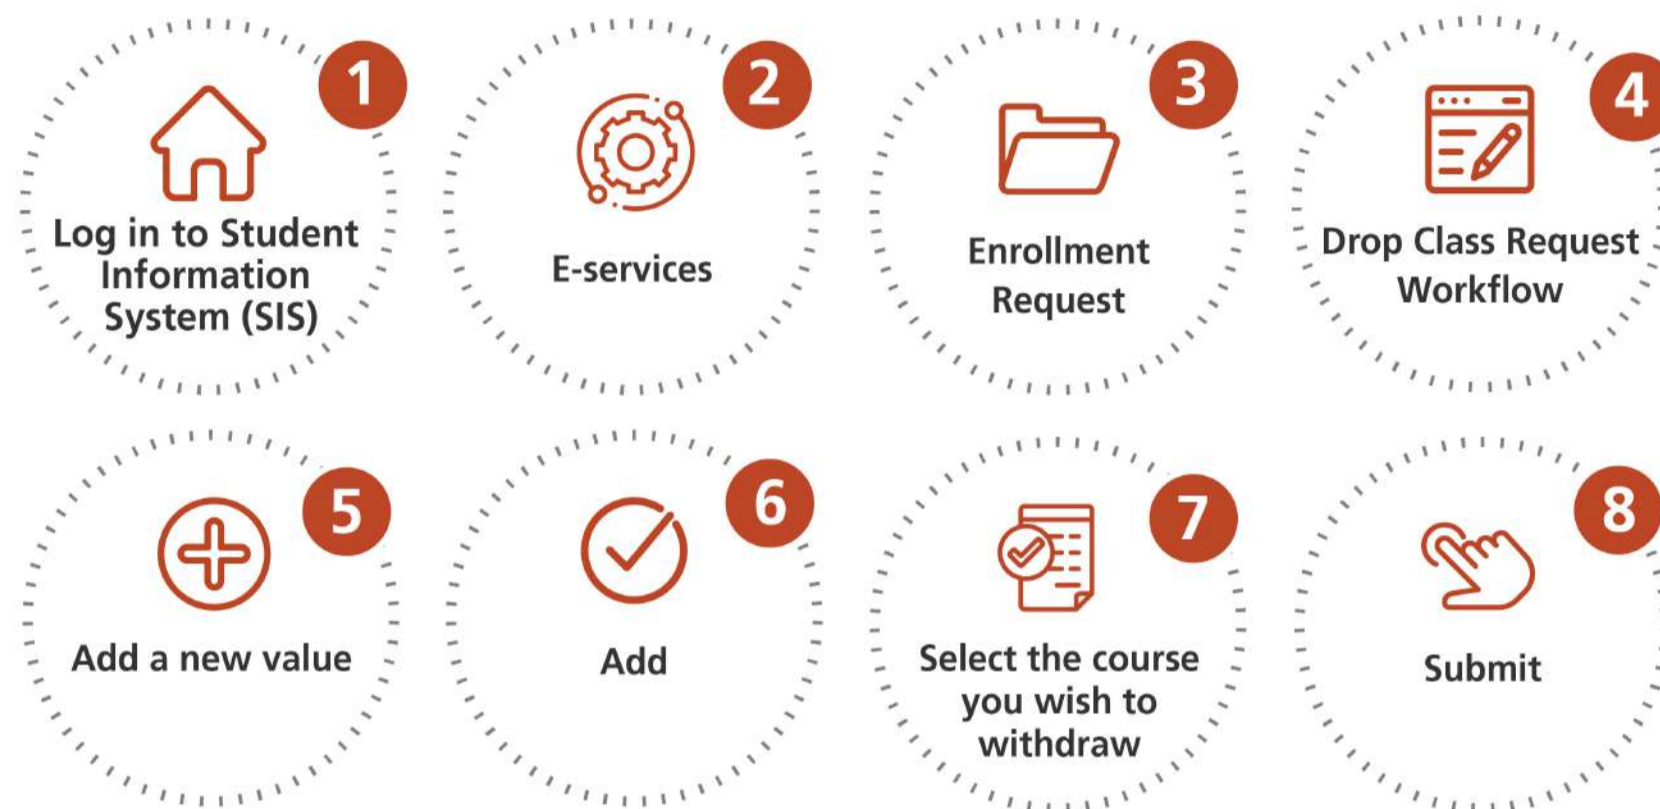 1
Log in to Student
Information
System (SIS)
2
E-services
3
Enrollment
Request
4
Drop Class Request
Workflow
5
Add a new value
6
Add
7
Select the course
you wish to
withdraw
8
Submit